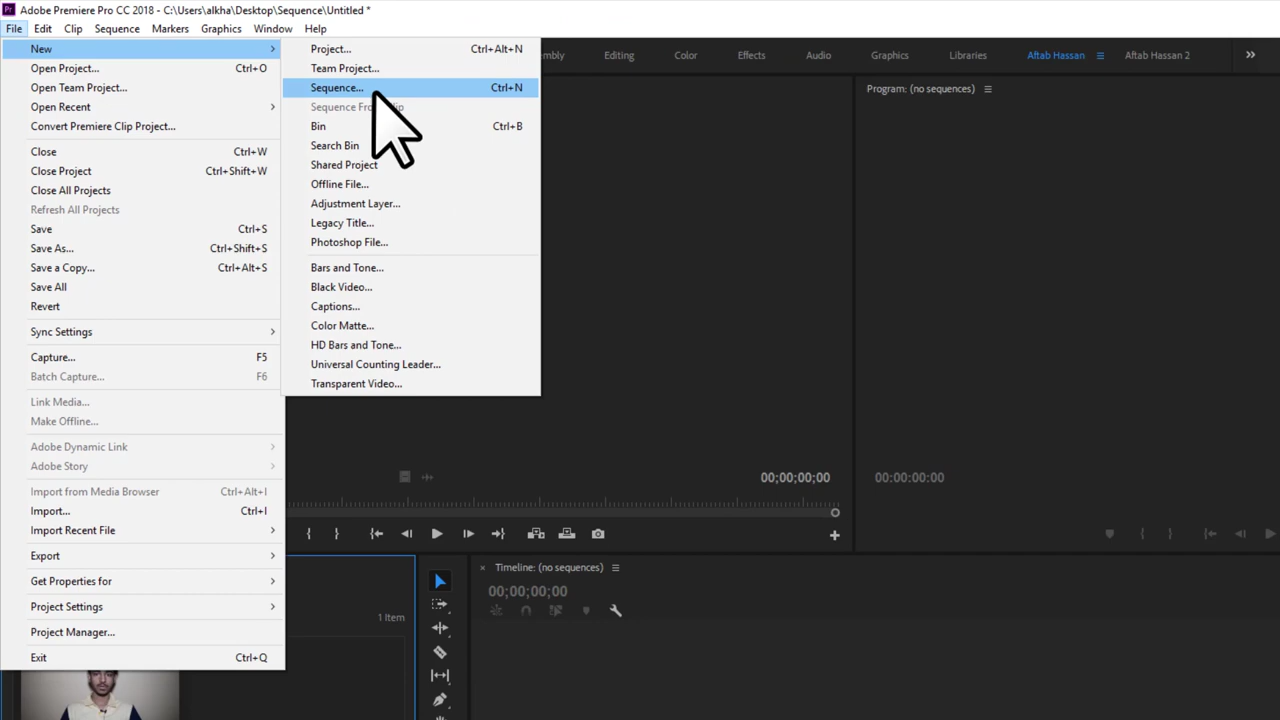 Adobe Premiere Pro CC 2018 - C:\Users\alkha\Desktop\Sequence\Untitled *
File Edit Clip Sequence Markers Graphics Window Help
New
Open Project... Ctrl+O
Open Team Project...
Open Recent
Convert Premiere Clip Project...
Close Ctrl+W
Close Project Ctrl+Shift+W
Close All Projects
Refresh All Projects
Save Ctrl+S
Save As... Ctrl+Shift+S
Save a Copy... Ctrl+Alt+S
Save All
Revert
Sync Settings
Capture... F5
Batch Capture... F6
Link Media...
Make Offline...
Adobe Dynamic Link
Adobe Story
Import from Media Browser Ctrl+Alt+I
Import... Ctrl+I
Import Recent File
Export
Get Properties for
Project Settings
Project Manager...
Exit Ctrl+Q
Project... Ctrl+Alt+N
Team Project...
Sequence... Ctrl+N
Sequence
Bin Ctrl+B
Search Bin
Shared Project
Offline File...
Adjustment Layer...
Legacy Title...
Photoshop File...
Bars and Tone...
Black Video...
Captions...
Color Matte...
HD Bars and Tone...
Universal Counting Leader...
Transparent Video...
Editing Color Effects Audio Graphics Libraries Aftab Hassan Aftab Hassan 2
Program: (no sequences)
00;00;00;00
00:00:00:00
1 Item
Timeline: (no sequences)
00;00;00;00